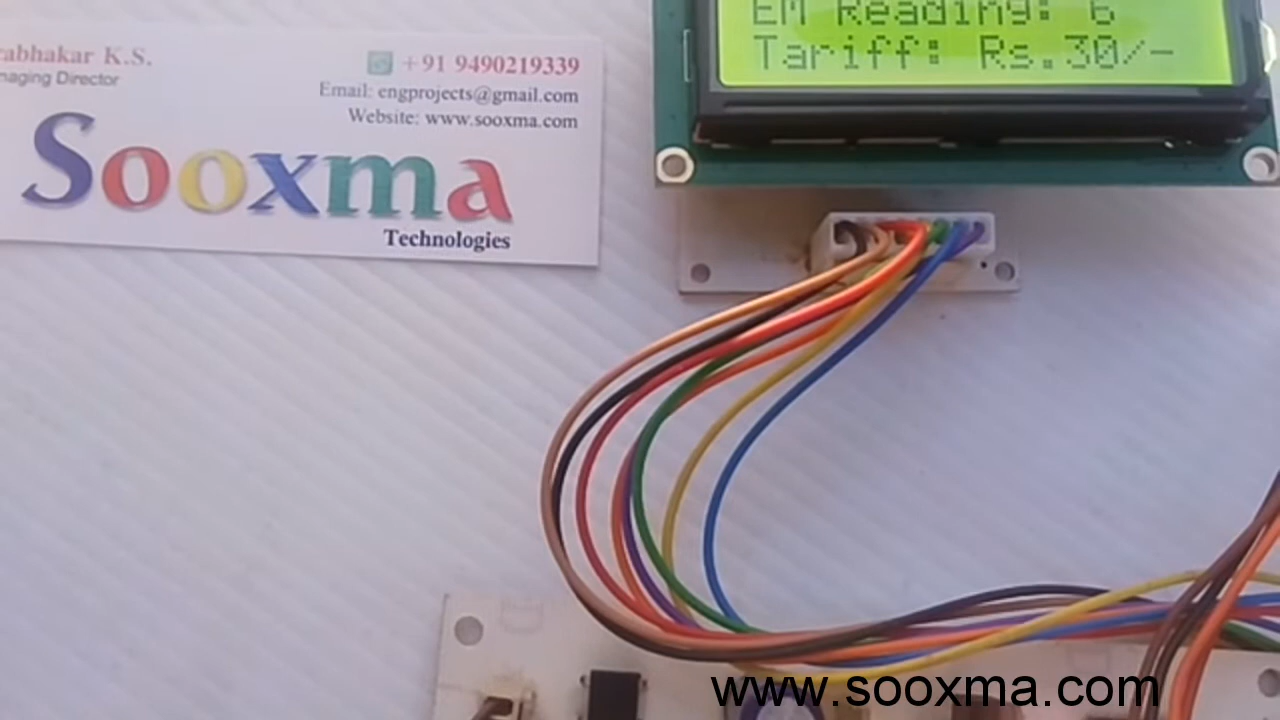 EM Reading: 6
Tariff: Rs.30/-
rabhakar K.S.
naging Director
+91 9490219339
Email: engprojects@gmail.com
Website: www.sooxma.com
Sooxma
Technologies
www.sooxma.com